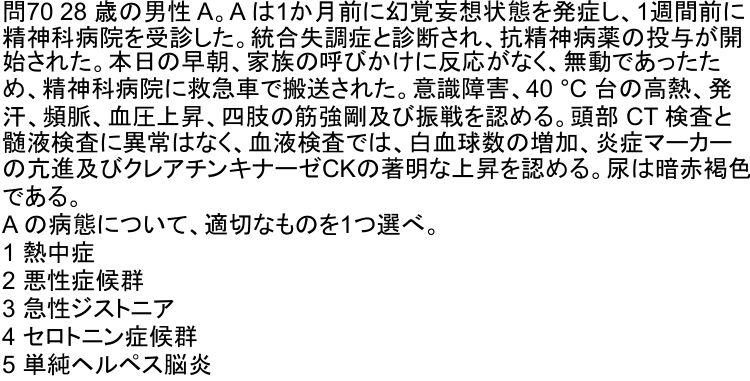 問70 28 歳の男性 A。A は1か月前に幻覚妄想状態を発症し、1週間前に
精神科病院を受診した。統合失調症と診断され、抗精神病薬の投与が開
始された。本日の早朝、家族の呼びかけに反応がなく、無動であったた
め、精神科病院に救急車で搬送された。意識障害、40 °C 台の高熱、発
汗、頻脈、血圧上昇、四肢の筋強剛及び振戦を認める。頭部 CT 検査と
髄液検査に異常はなく、血液検査では、白血球数の増加、炎症マーカー
の亢進及びクレアチンキナーゼCKの著明な上昇を認める。尿は暗赤褐色
である。
A の病態について、適切なものを1つ選べ。
1 熱中症
2 悪性症候群
3 急性ジストニア
4 セロトニン症候群
5 単純ヘルペス脳炎